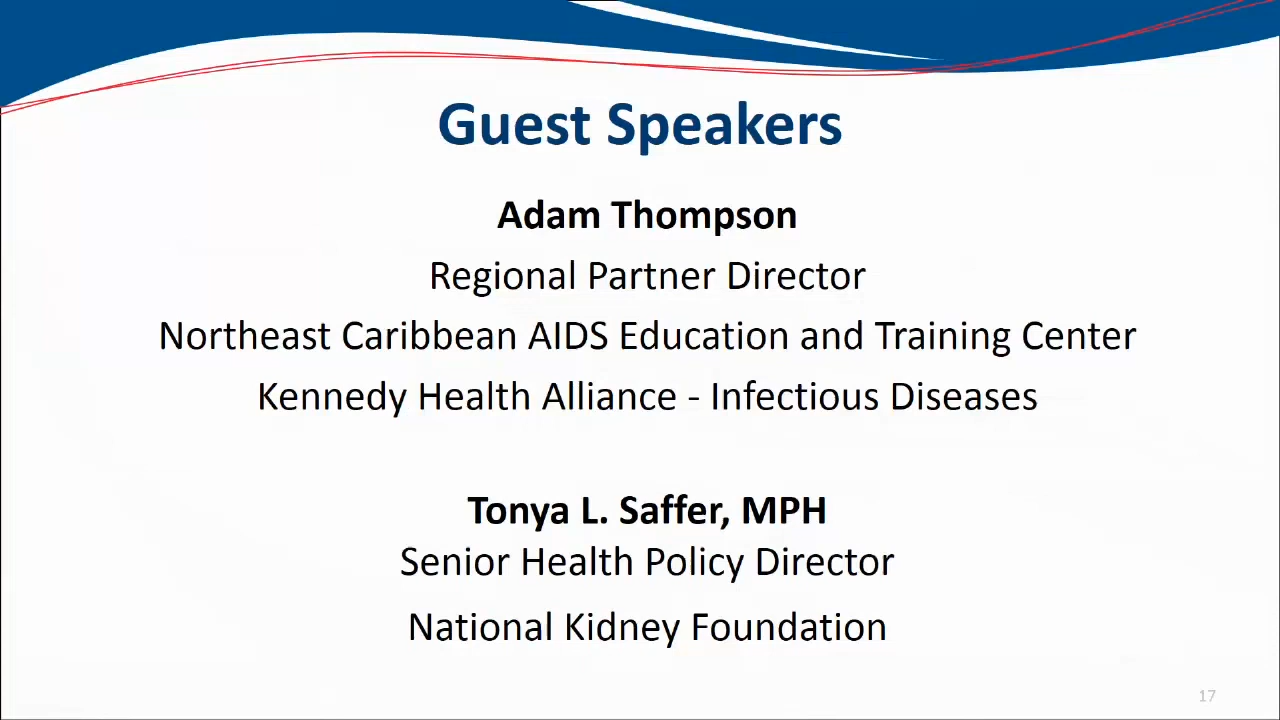 Guest Speakers
Adam Thompson
Regional Partner Director
Northeast Caribbean AIDS Education and Training Center
Kennedy Health Alliance - Infectious Diseases
Tonya L. Saffer, MPH
Senior Health Policy Director
National Kidney Foundation
17